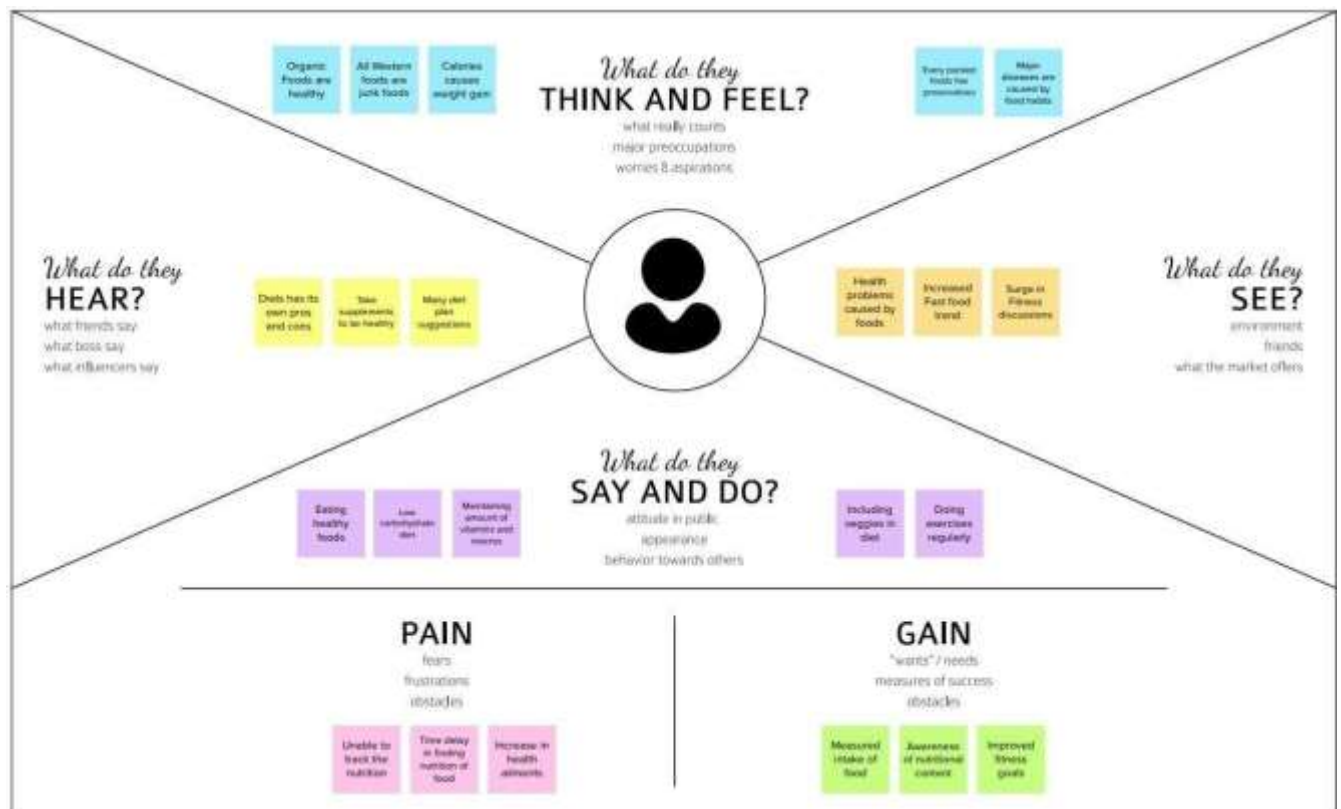 What do they
THINK AND FEEL?
what really counts
major preoccupations
worries & aspirations
Organic
Foods are
healthy
All Western
foods are
junk foods
Calories
causes
weight gain
Every packed
foods has
preservatives
Major
diseases are
caused by
food habits
What do they
HEAR?
what friends say
what boss say
what influencers say
Diets has its
own pros
and cons
Take
supplements
to be healthy
Many diet
plan
suggestions
Health
problems
caused by
foods
Increased
Fast food
trend
Surge in
Fitness
discussions
What do they
SEE?
environment
friends
what the market offers
What do they
SAY AND DO?
attitude in public
appearance
behavior towards others
Eating
healthy
foods
Low
carbohydrate
diet
Maintaining
amount of
vitamins and
Including
veggies in
diet
Doing
exercises
regularly
PAIN
fears
frustrations
obstacles
Unable to
track the
nutrition
Time delay
in finding
nutrition of
food
Increase in
health
ailments
GAIN
"wants" / needs
measures of success
obstacles
Measured
intake of
food
Awareness
of nutritional
content
Improved
fitness
goals